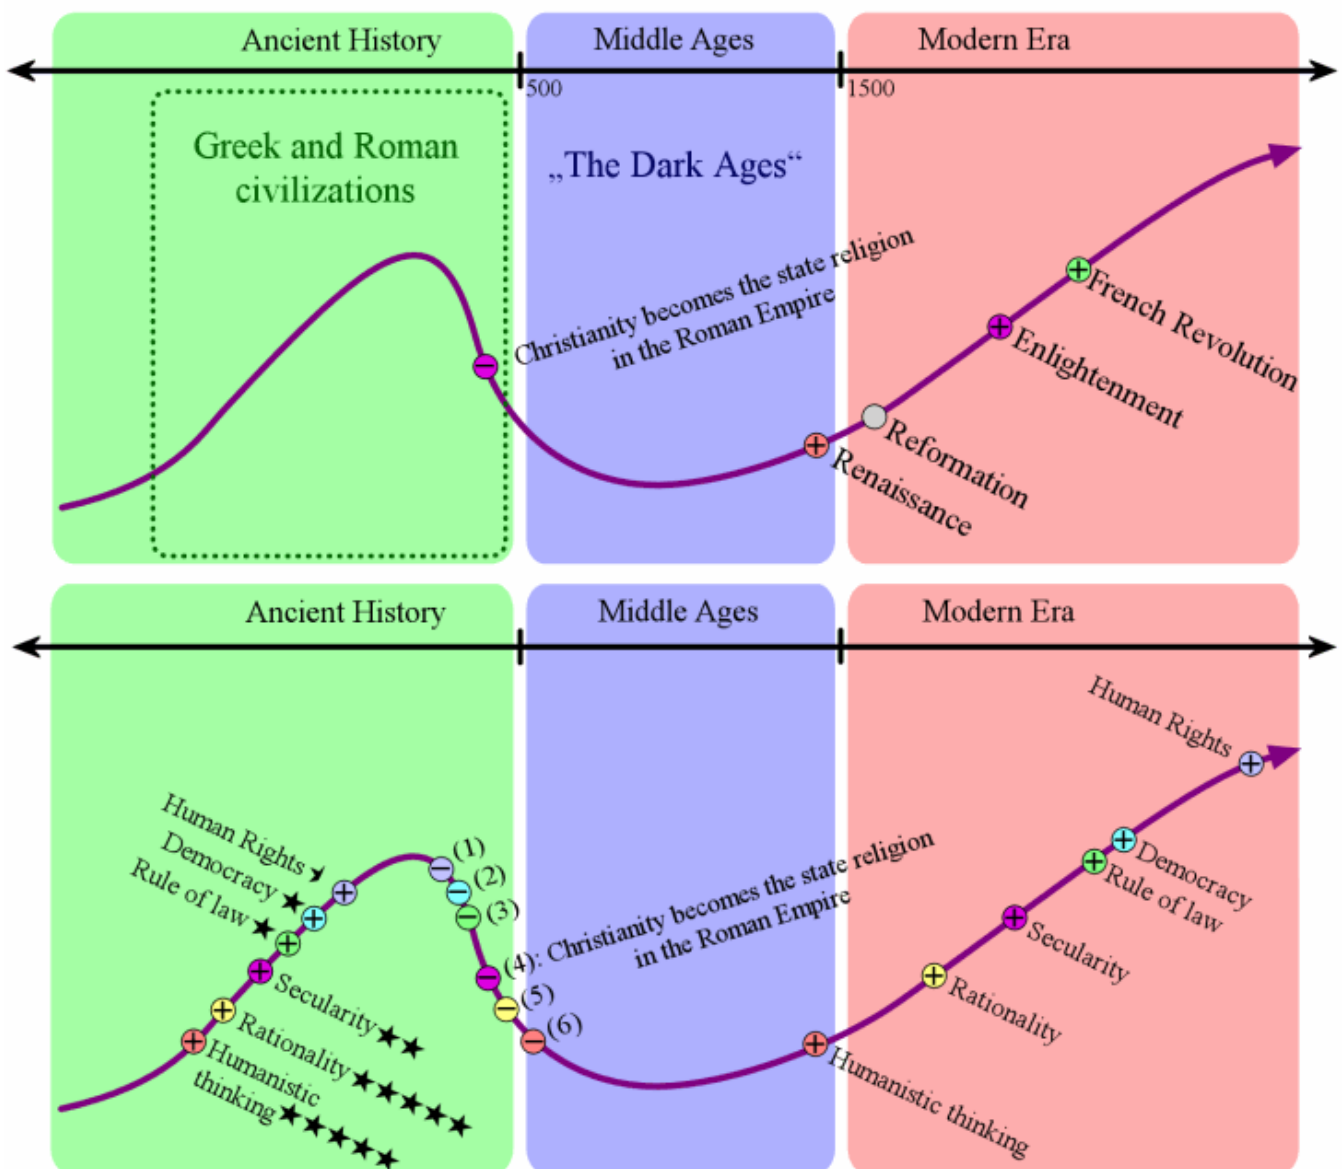 Ancient History
Middle Ages
Modern Era
500
1500
Greek and Roman
civilizations
„The Dark Ages“
Christianity becomes the state religion
in the Roman Empire
French Revolution
Enlightenment
Reformation
Renaissance
Ancient History
Middle Ages
Modern Era
Human Rights
Human Rights
Democracy
Rule of law
(1)
(2)
(3)
(4): Christianity becomes the state religion
in the Roman Empire
(5)
(6)
Secularity ★★
Rationality ★★★★★
Humanistic
thinking ★★★★★
Democracy
Rule of law
Secularity
Rationality
Humanistic thinking